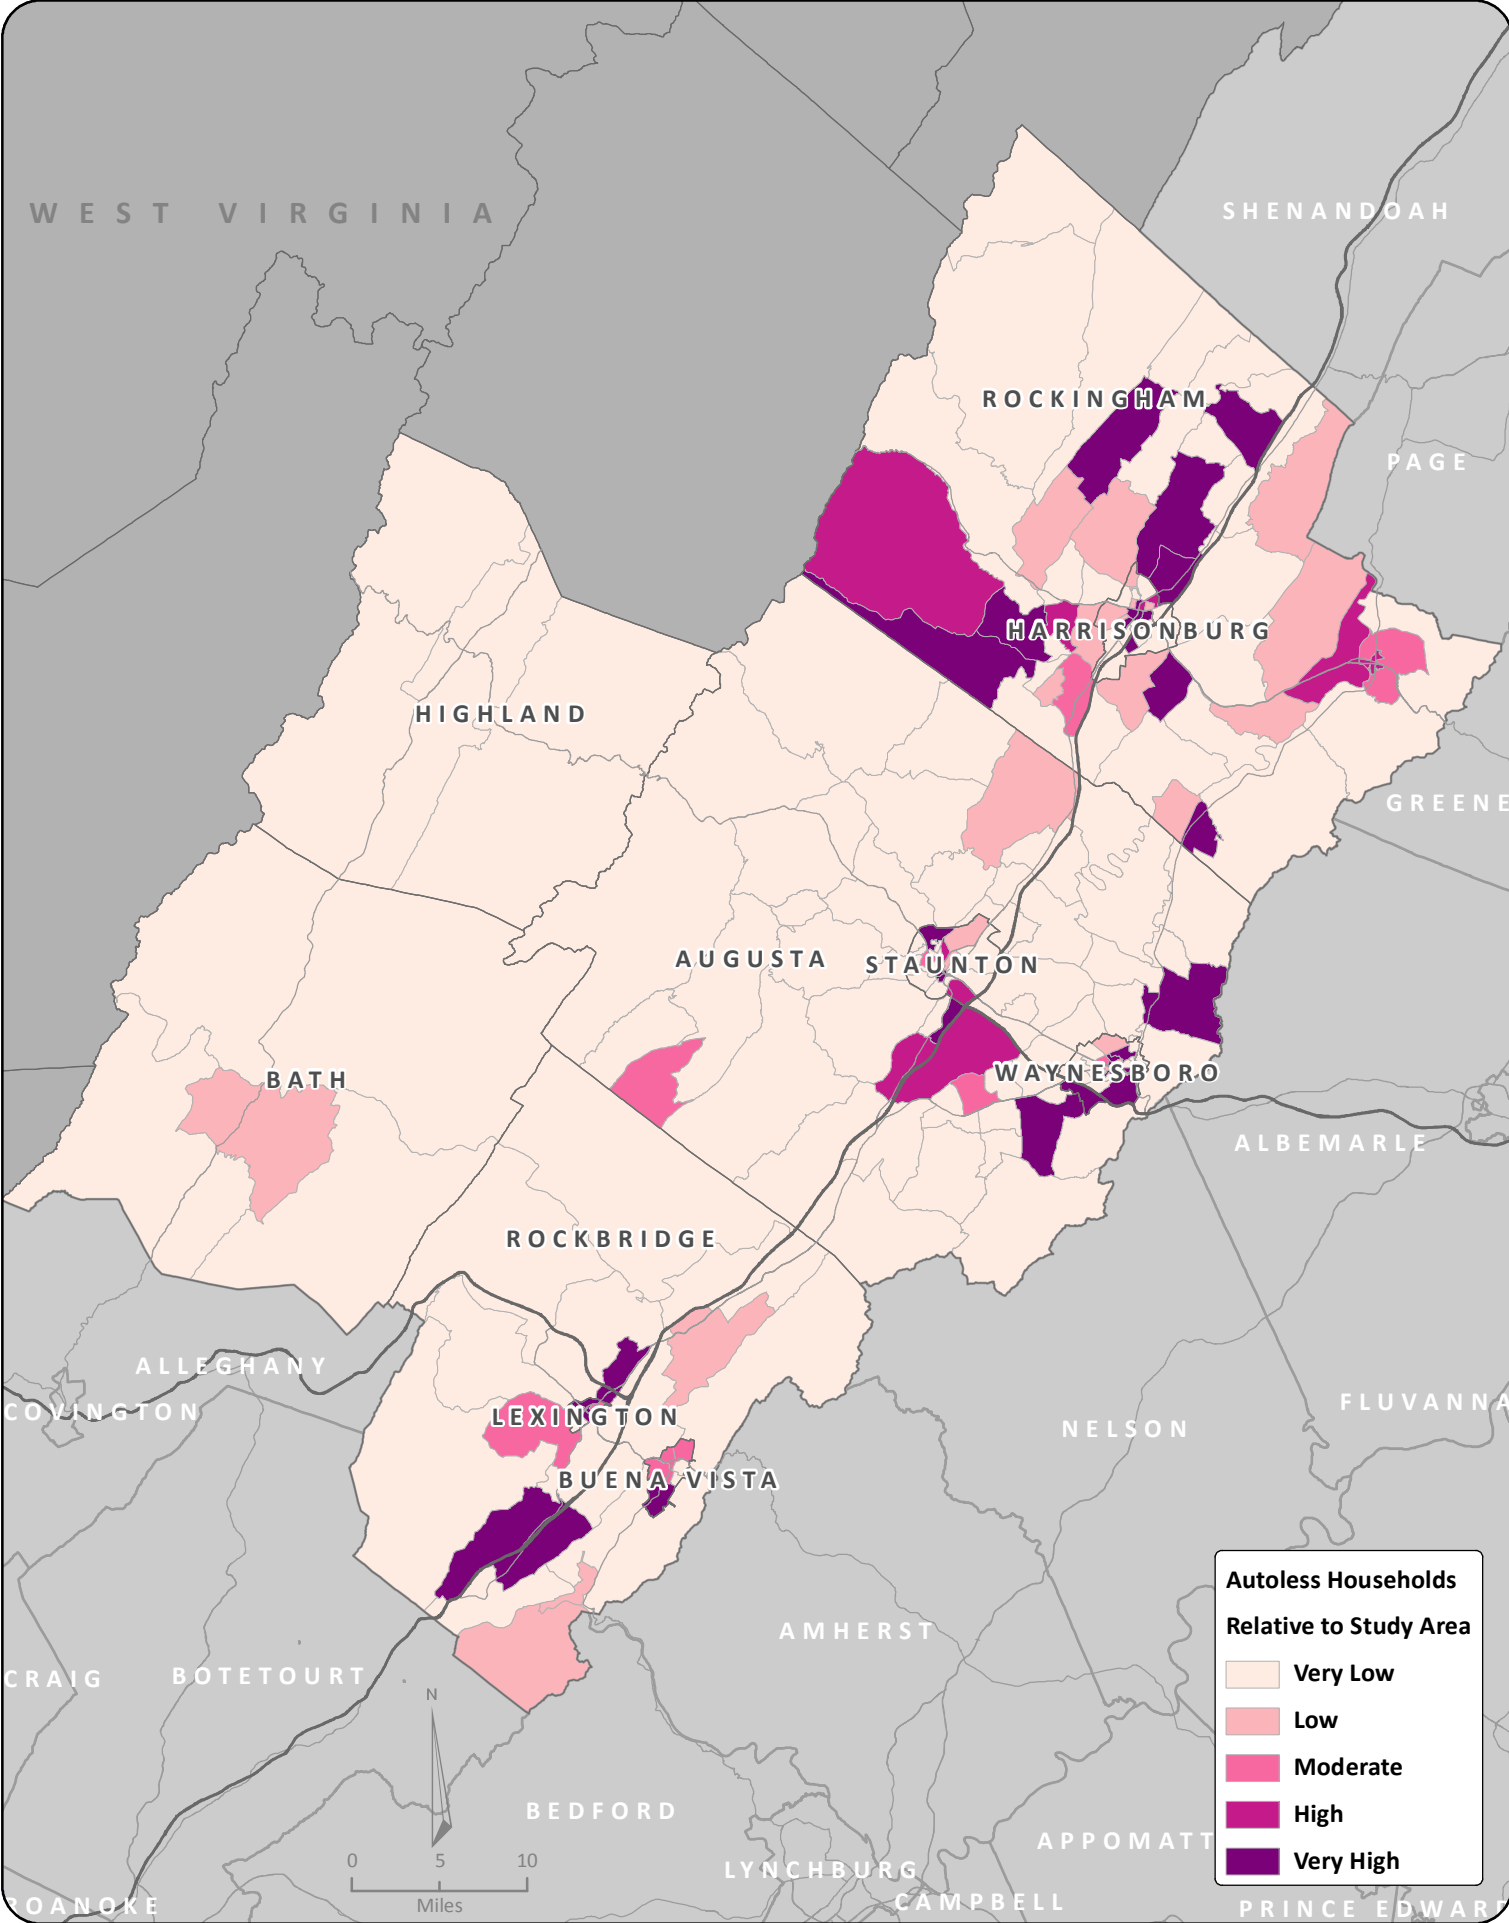 WEST VIRGINIA
SHENANDOAH
ROCKINGHAM
PAGE
HARRISONBURG
HIGHLAND
GREENE
AUGUSTA
STAUNTON
WAYNESBORO
BATH
ALBEMARLE
ROCKBRIDGE
ALLEGHANY
COVINGTON
FLUVANNA
LEXINGTON
NELSON
BUENA VISTA
AMHERST
CRAIG
BOTETOURT
N
BEDFORD
0 5 10
Miles
APPOMATT
LYNCHBURG
CAMPBELL
ROANOKE
PRINCE EDWAR
Autoless Households
Relative to Study Area
Very Low
Low
Moderate
High
Very High